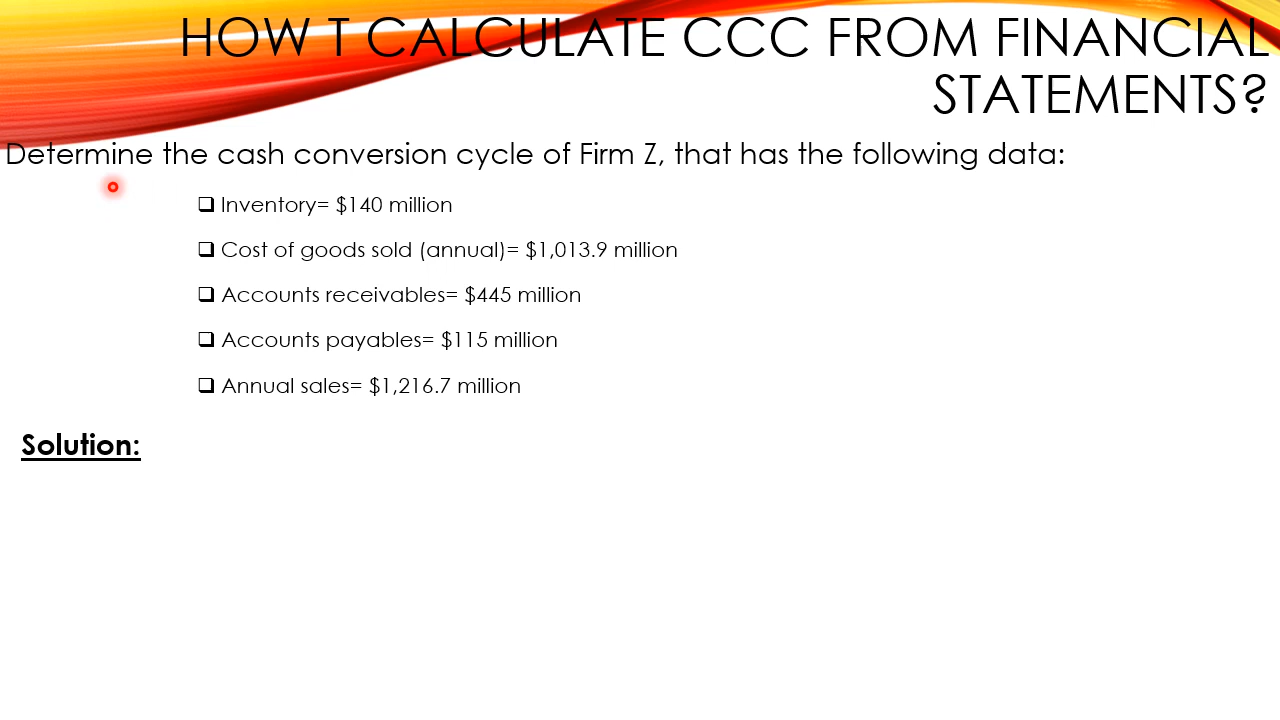 HOW T CALCULATE CCC FROM FINANCIAL
STATEMENTS?
Determine the cash conversion cycle of Firm Z, that has the following data:
❑ Inventory= $140 million
❑ Cost of goods sold (annual)= $1,013.9 million
❑ Accounts receivables= $445 million
❑ Accounts payables= $115 million
❑ Annual sales= $1,216.7 million
Solution: